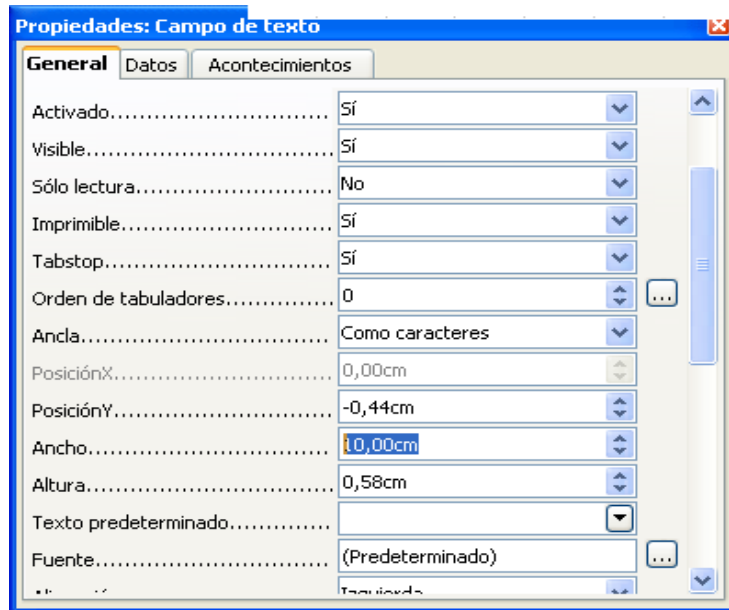 Propiedades: Campo de texto
General Datos Acontecimientos
Activado.............................. Sí
Visible.................................. Sí
Sólo lectura........................... No
Imprimible............................. Sí
Tabstop............................... Sí
Orden de tabuladores............... 0 ...
Ancla.................................. Como caracteres
PosiciónX.............................. 0,00cm
PosiciónY.............................. -0,44cm
Ancho................................. 10,00cm
Altura................................. 0,58cm
Texto predeterminado..............
Fuente................................ (Predeterminado) ...
Izquierda